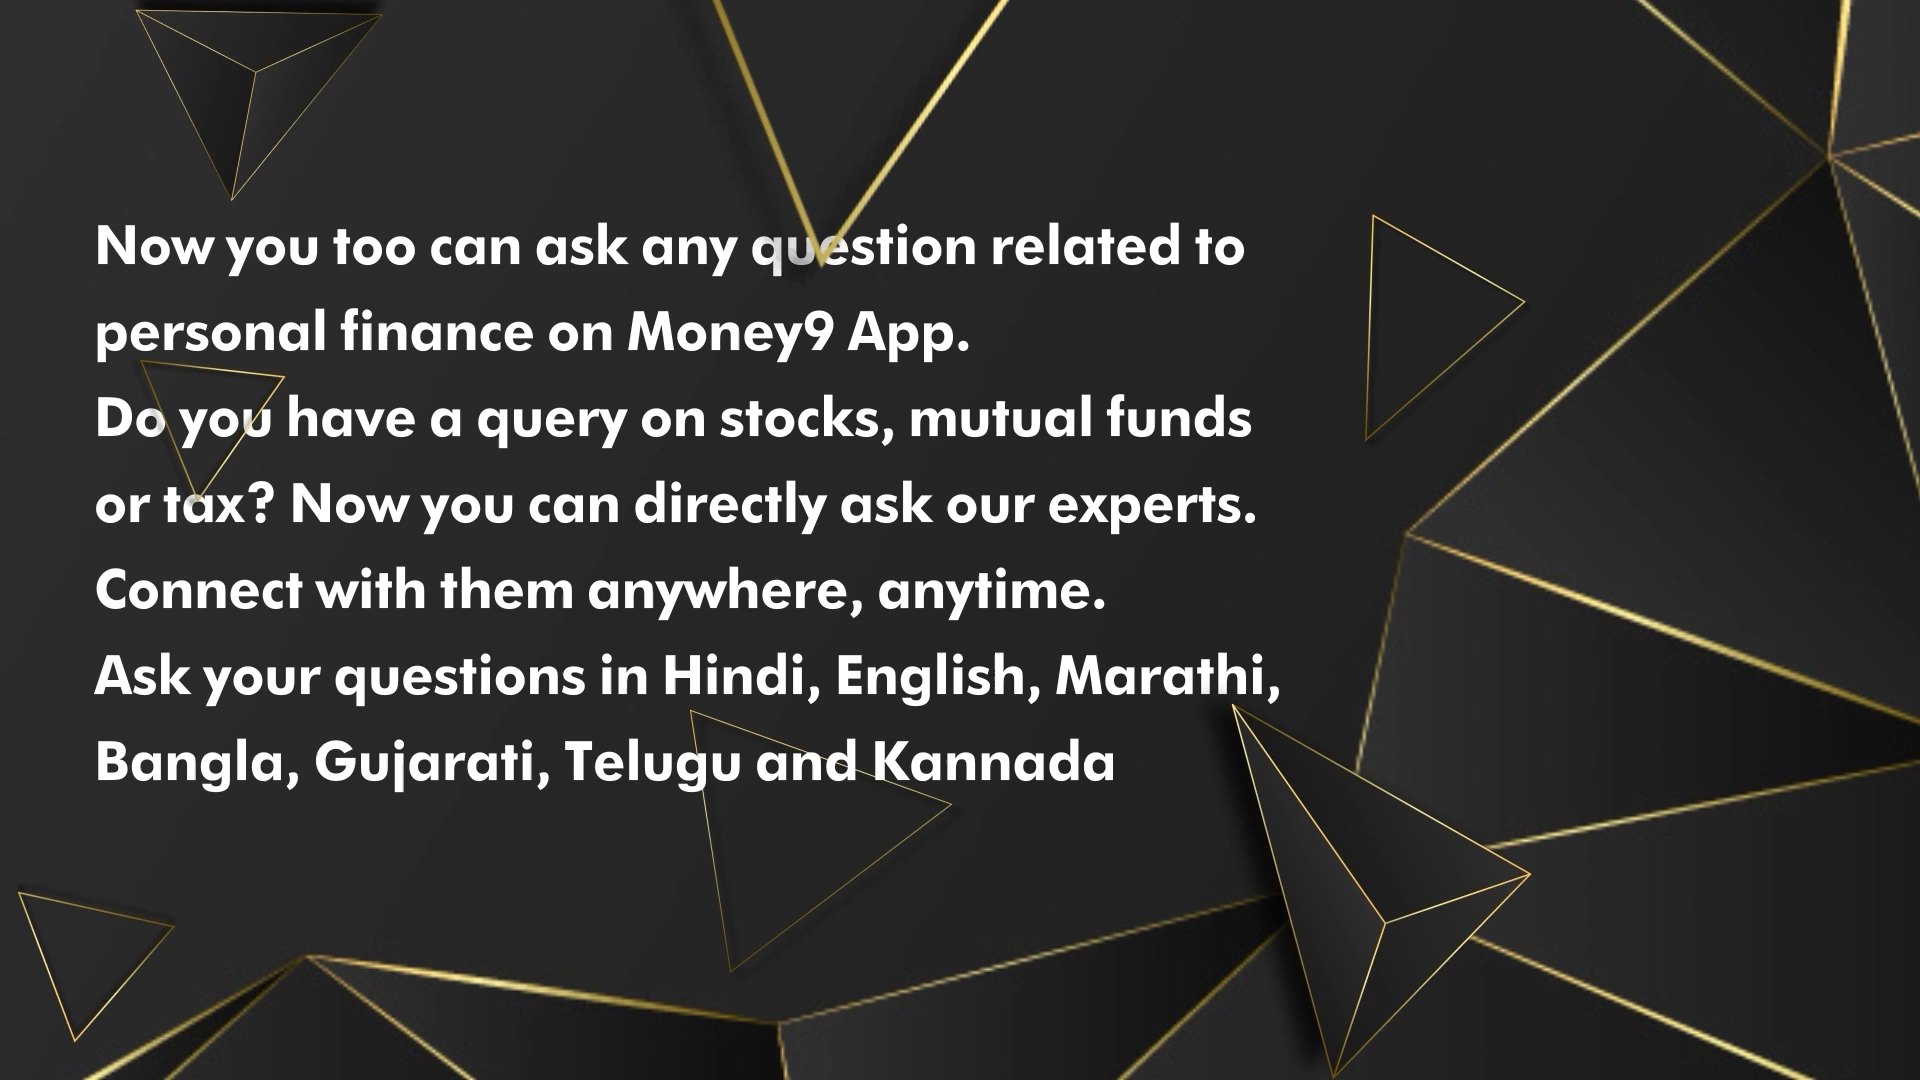 Now you too can ask any question related to
personal finance on Money9 App.
Do you have a query on stocks, mutual funds
or tax? Now you can directly ask our experts.
Connect with them anywhere, anytime.
Ask your questions in Hindi, English, Marathi,
Bangla, Gujarati, Telugu and Kannada